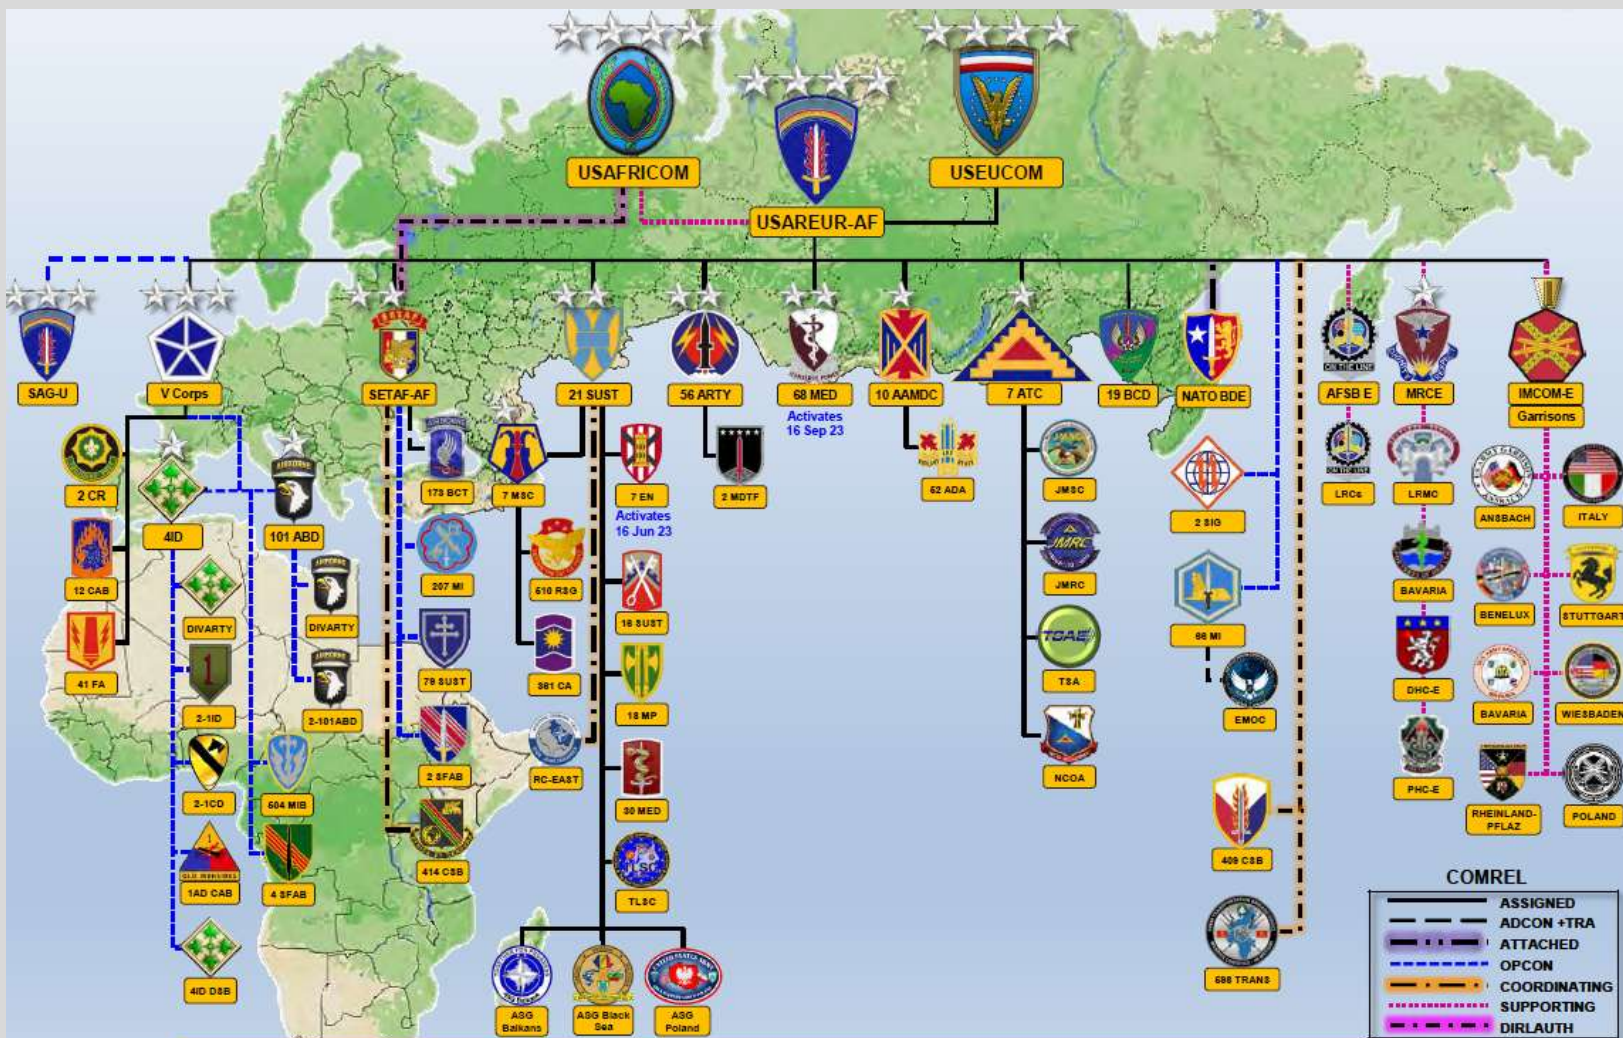 USAFRICOM
USEUCOM
USAREUR-AF
SAG-U
V Corps
SETAF-AF
21 SUST
56 ARTY
68 MED
Activates
16 Sep 23
10 AAMDC
7 ATC
19 BCD
NATO BDE
AFSB E
MRCE
IMCOM-E
Garrisons
2 CR
4ID
101 ABD
173 BCT
7 MSC
7 EN
Activates
16 Jun 23
2 MDTF
52 ADA
JMSC
2 SIG
LRCs
LRMC
ANSBACH
ITALY
12 CAB
DIVARTY
DIVARTY
207 MI
510 RSG
16 SUST
JMRC
66 MI
BAVARIA
BENELUX
STUTTGART
41 FA
2-1ID
2-101ABD
79 SUST
361 CA
18 MP
TSA
EMOC
DHC-E
BAVARIA
WIESBADEN
2-1CD
504 MIB
2 SFAB
RC-EAST
30 MED
NCOA
PHC-E
RHEINLAND-
PFLAZ
POLAND
1AD CAB
4 SFAB
414 CSB
TLSC
409 CSB
4ID DSB
ASG
Balkans
ASG Black
Sea
ASG
Poland
598 TRANS
COMREL
ASSIGNED
ADCON +TRA
ATTACHED
OPCON
COORDINATING
SUPPORTING
DIRLAUTH